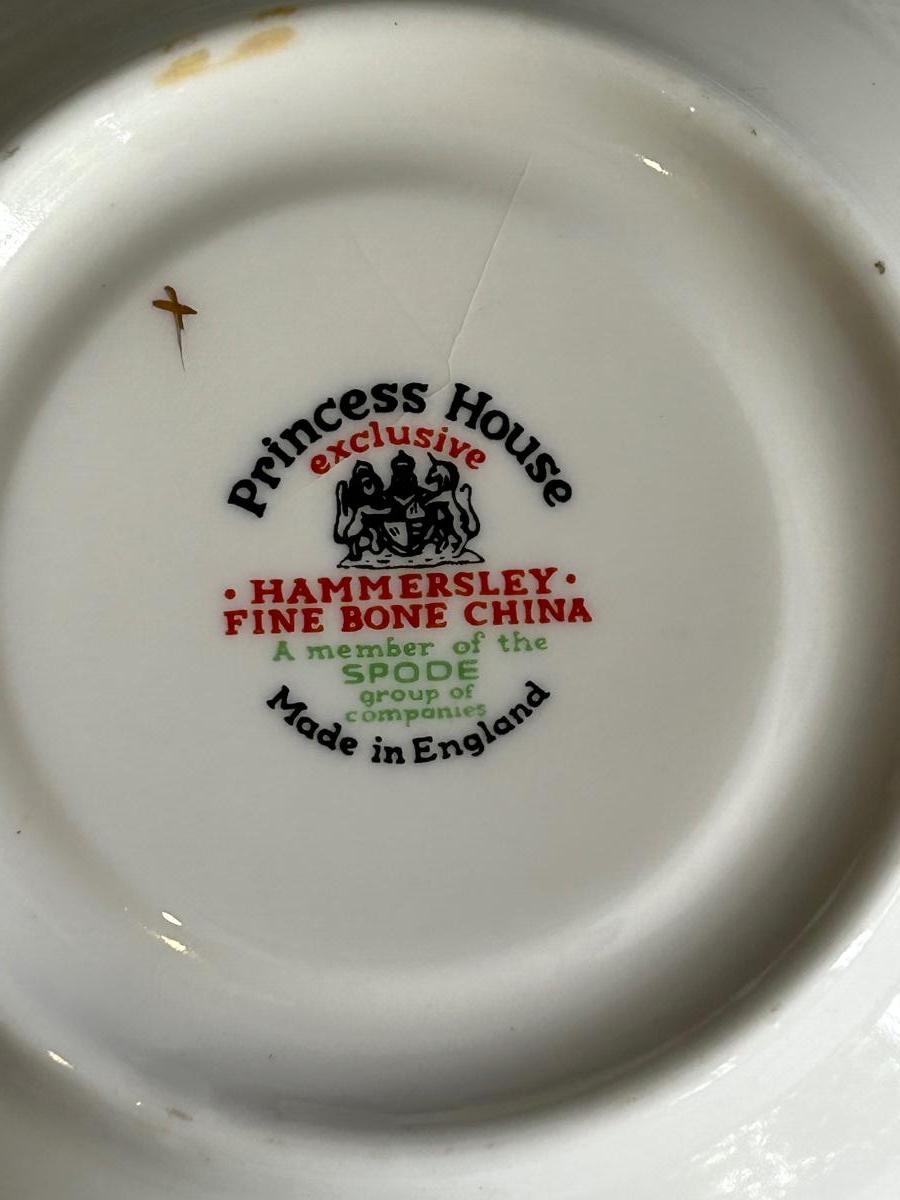 Princess House
exclusive
· HAMMERSLEY ·
FINE BONE CHINA
A member of the
SPODE
group of
companies
Made in England